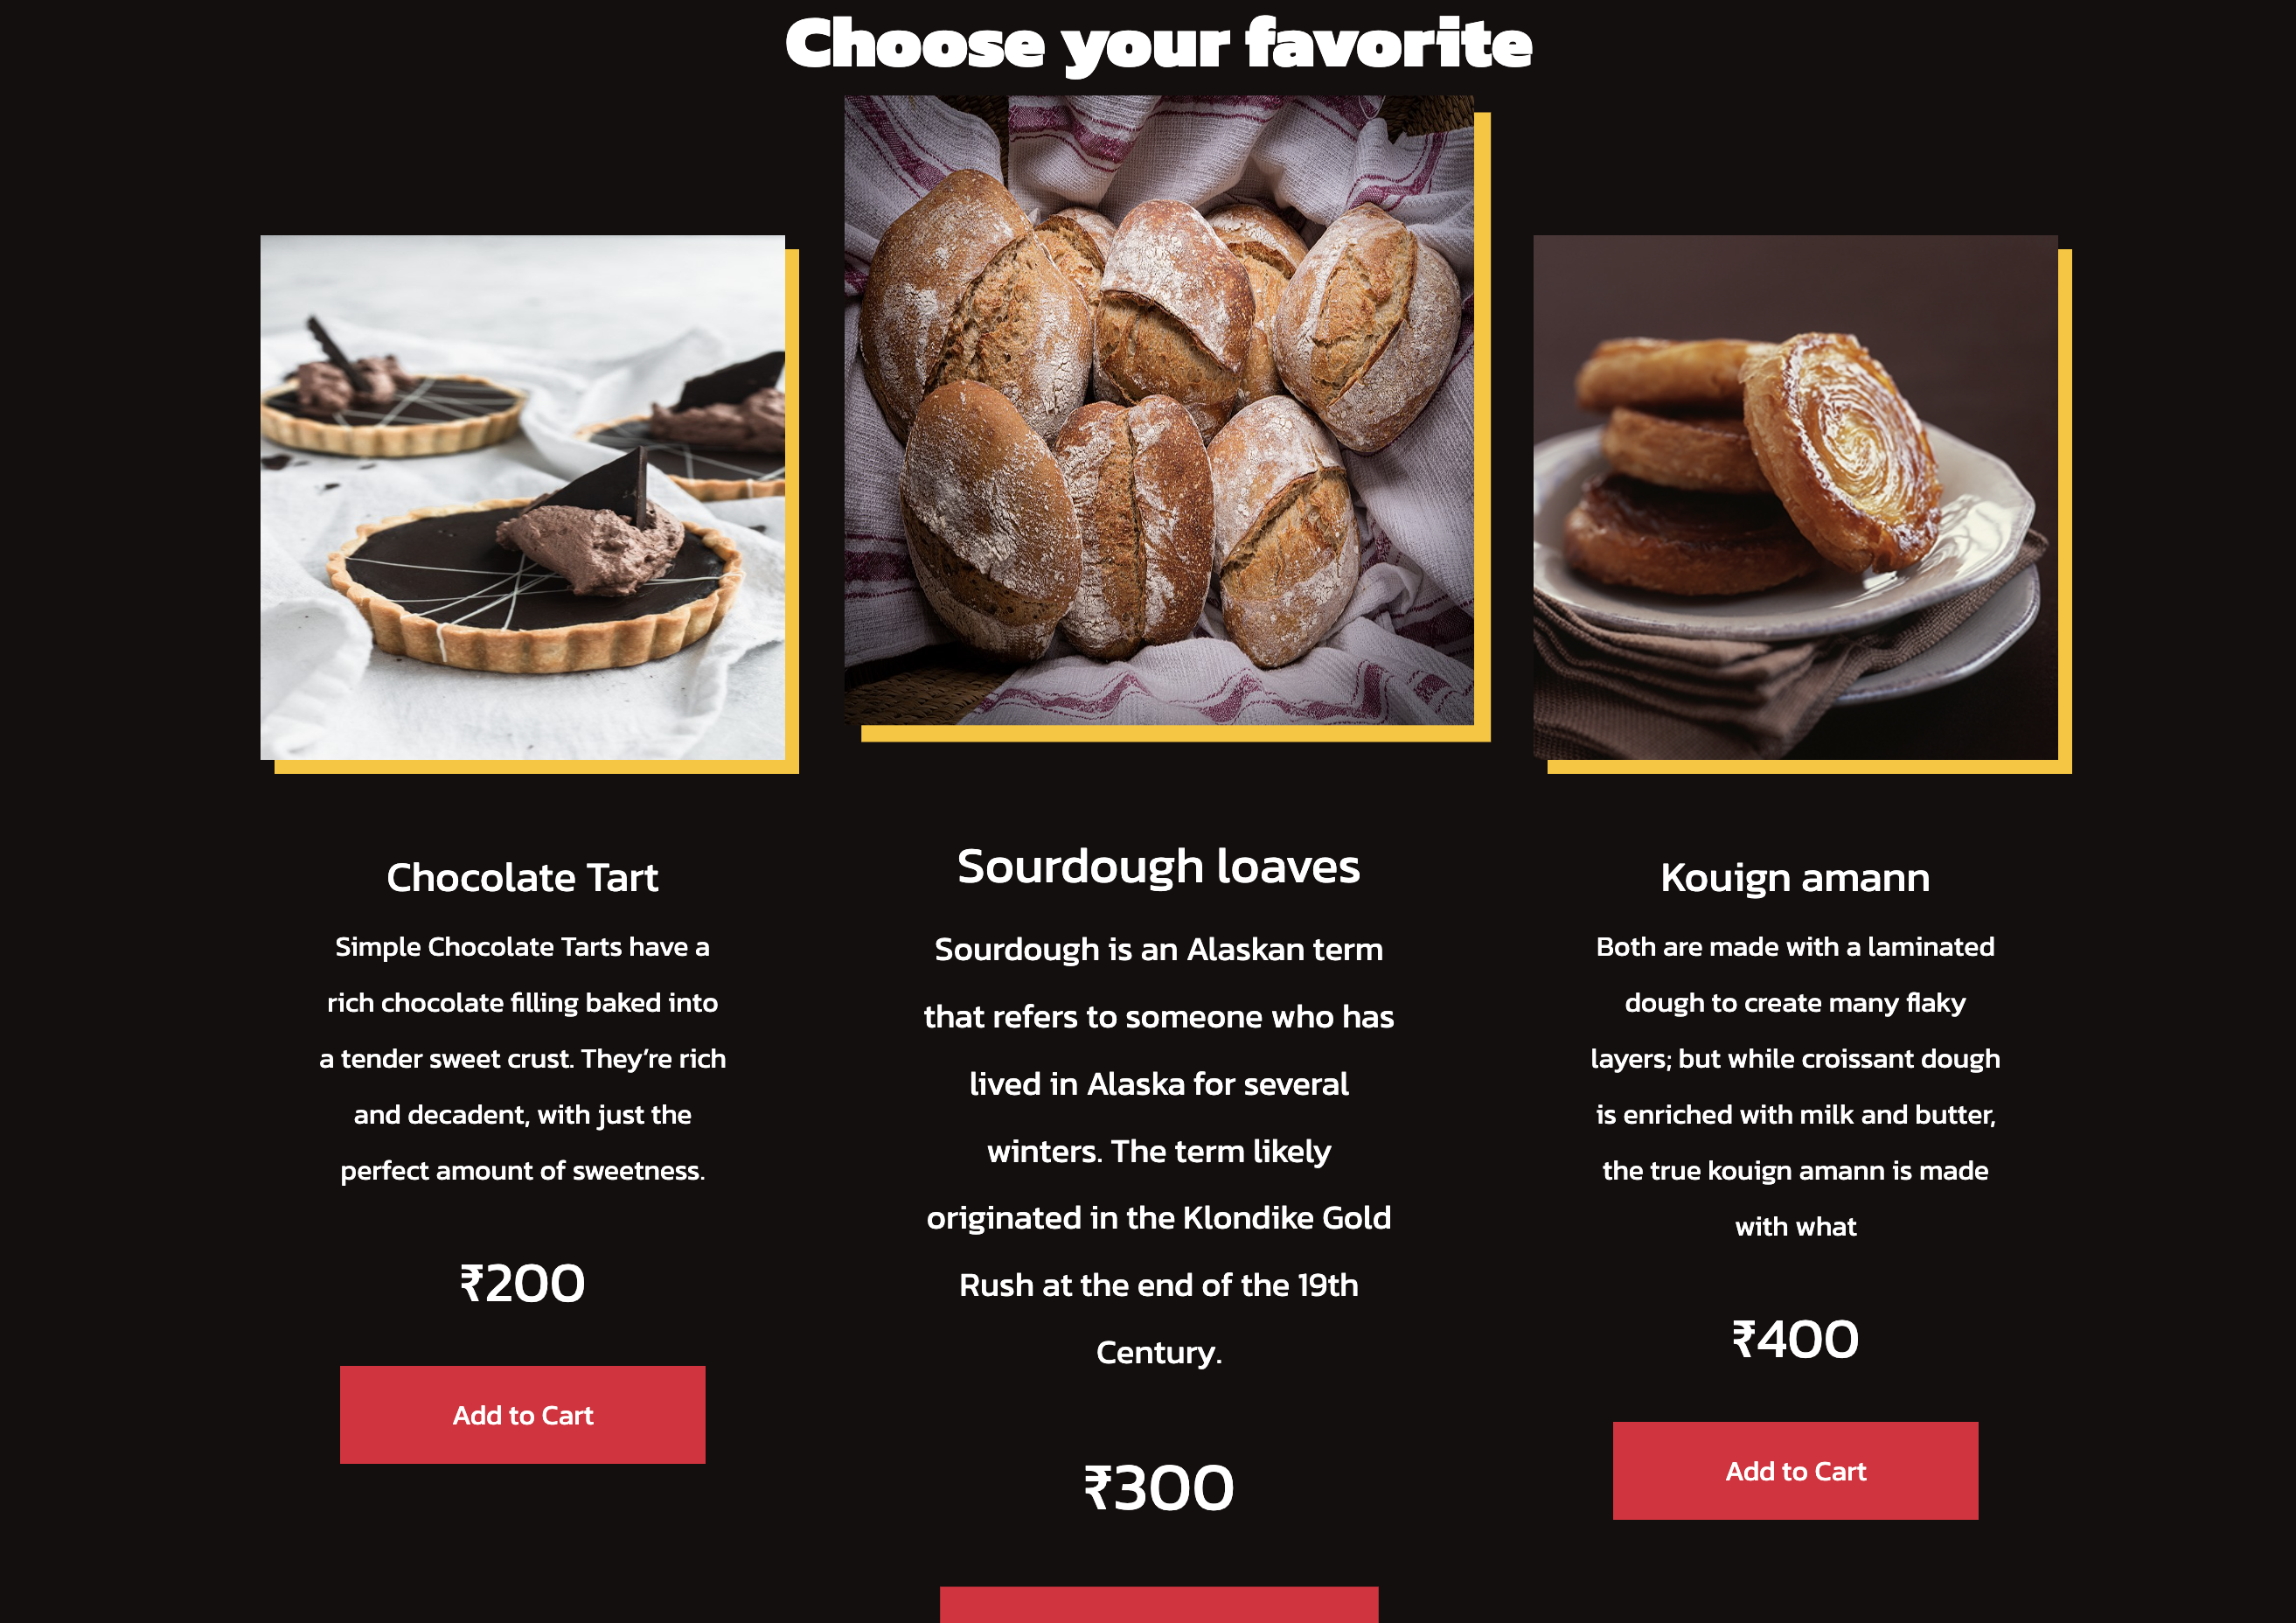 Choose your favorite
Chocolate Tart
Simple Chocolate Tarts have a
rich chocolate filling baked into
a tender sweet crust. They’re rich
and decadent, with just the
perfect amount of sweetness.
₹200
Add to Cart
Sourdough loaves
Sourdough is an Alaskan term
that refers to someone who has
lived in Alaska for several
winters. The term likely
originated in the Klondike Gold
Rush at the end of the 19th
Century.
₹300
Kouign amann
Both are made with a laminated
dough to create many flaky
layers; but while croissant dough
is enriched with milk and butter,
the true kouign amann is made
with what
₹400
Add to Cart